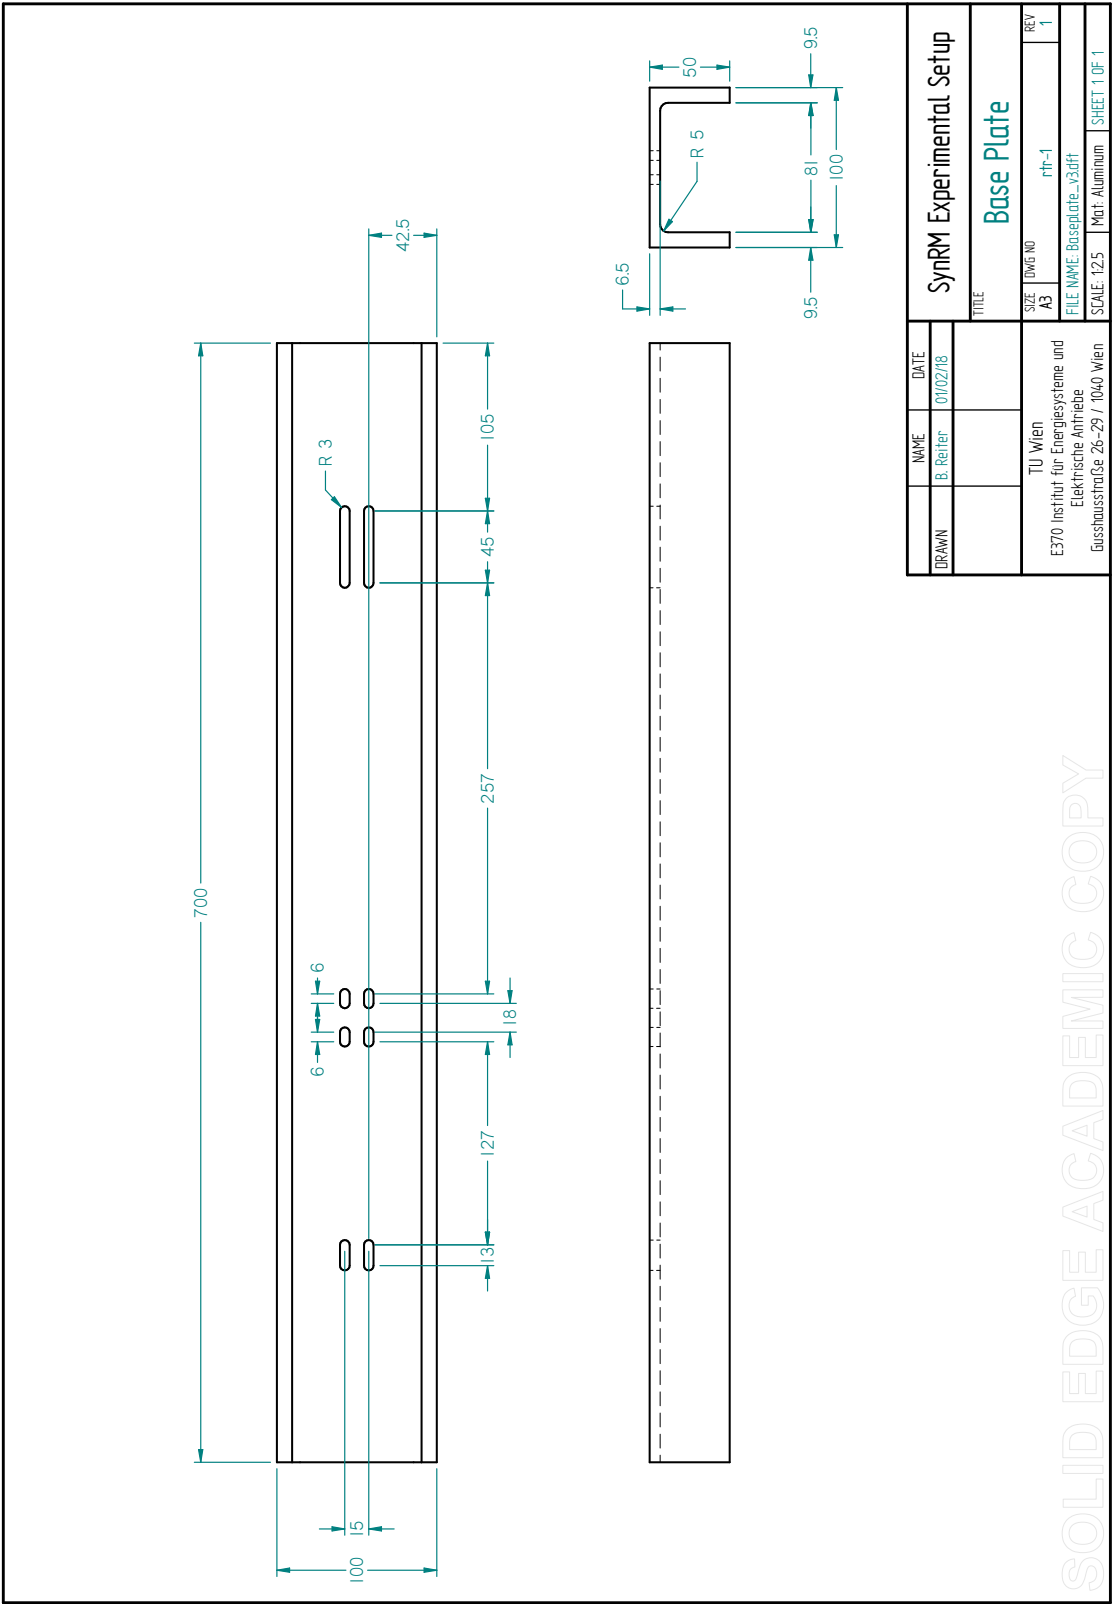 700
100
15
6
6
R 3
42.5
13
127
18
257
45
105
50
R 5
6.5
9.5
81
9.5
100
SynRM Experimental Setup
TITLE
Base Plate
SIZE
A3
DWG NO
rtr-1
REV
1
FILE NAME: Baseplate_v3.dft
SCALE: 1:2.5
Mat: Aluminum
SHEET 1 OF 1
NAME
DATE
DRAWN
B. Reiter
01/02/18
TU Wien
E370 Institut für Energiesysteme und
Elektrische Antriebe
Gusshausstraße 26-29 / 1040 Wien
SOLID EDGE ACADEMIC COPY